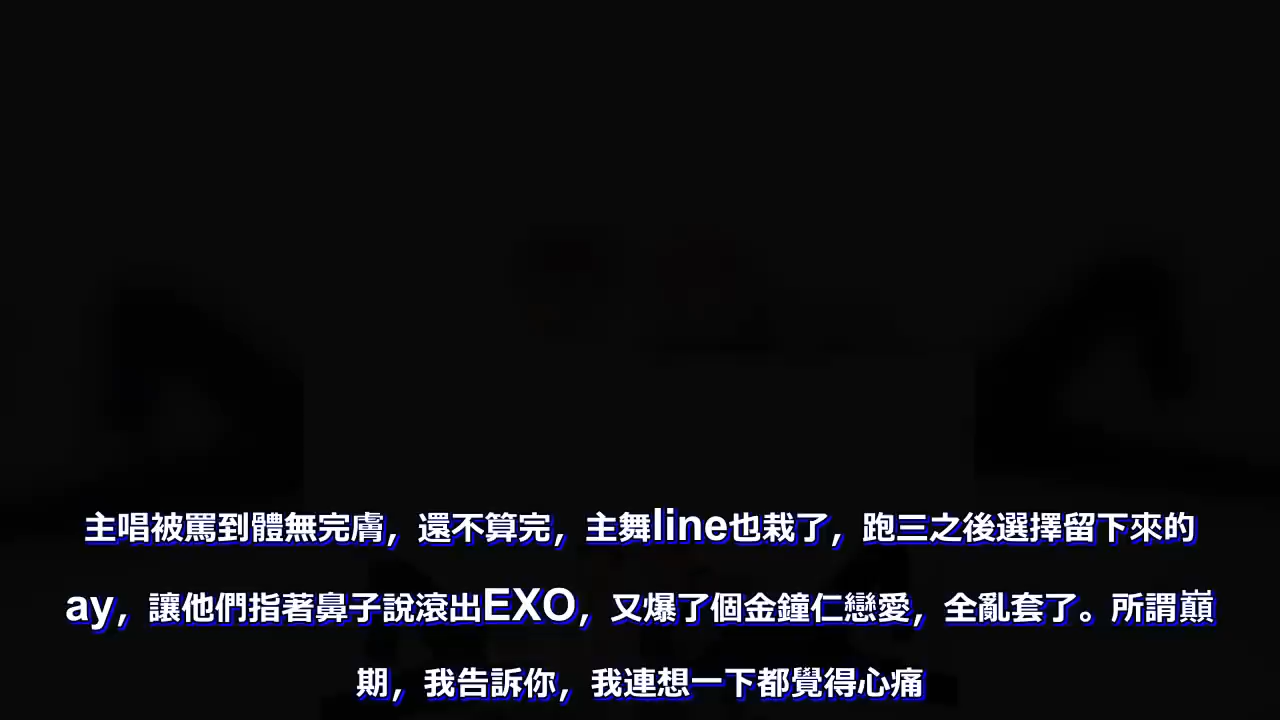 主唱被罵到體無完膚，還不算完，主舞line也栽了，跑三之後選擇留下來的
ay，讓他們指著鼻子說滾出EXO，又爆了個金鐘仁戀愛，全亂套了。所謂巔
期，我告訴你，我連想一下都覺得心痛